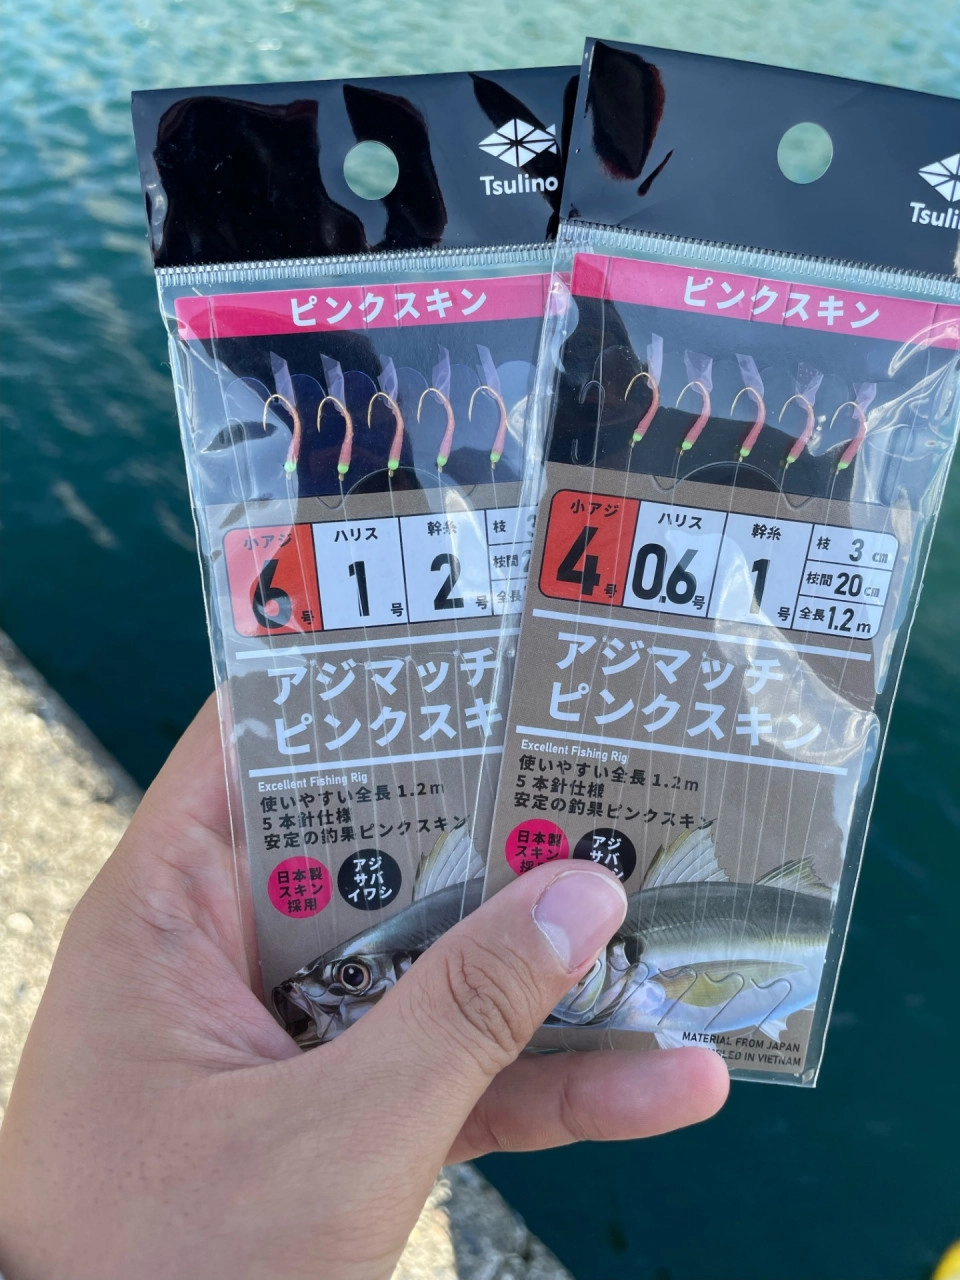 Tsulino
ピンクスキン
小アジ
6号
ハリス
1号
幹糸
2号
枝
枝間
全長
アジマッチ
ピンクスキ
Excellent Fishing Rig
使いやすい全長1.2m
5本針仕様
安定の釣果ピンクスキン
日本製
スキン
採用
アジ
サバ
イワシ
Tsuli
ピンクスキン
小アジ
4号
ハリス
0.6号
幹糸
1号
枝 3cm
枝間 20cm
全長 1.2m
アジマッチ
ピンクスキン
Excellent Fishing Rig
使いやすい全長1.2m
5本針仕様
安定の釣果ピンクスキン
日本製
スキン
アジ
サバ
MATERIAL FROM JAPAN
IN VIETNAM